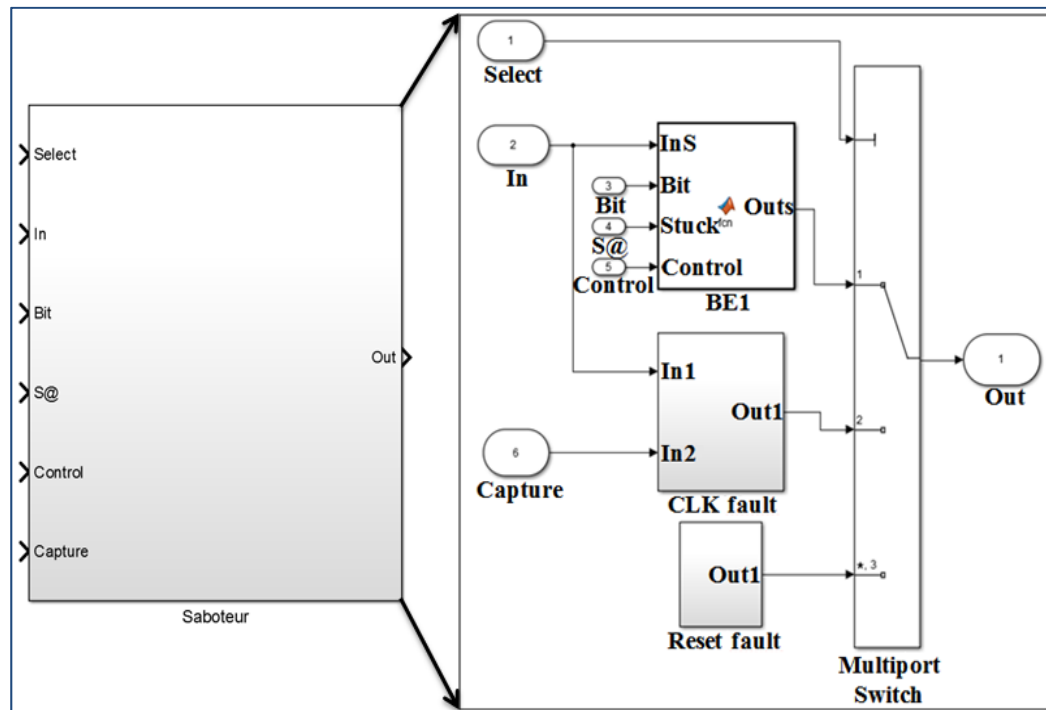 Select
In
Bit
S@
Control
Capture
Out
Saboteur
1
Select
2
In
3
Bit
4
S@
5
Control
InS
Bit
Stuck
Control
Outs
fcn
BE1
6
Capture
In1
In2
Out1
CLK fault
Out1
Reset fault
1
2
*, 3
Multiport
Switch
1
Out